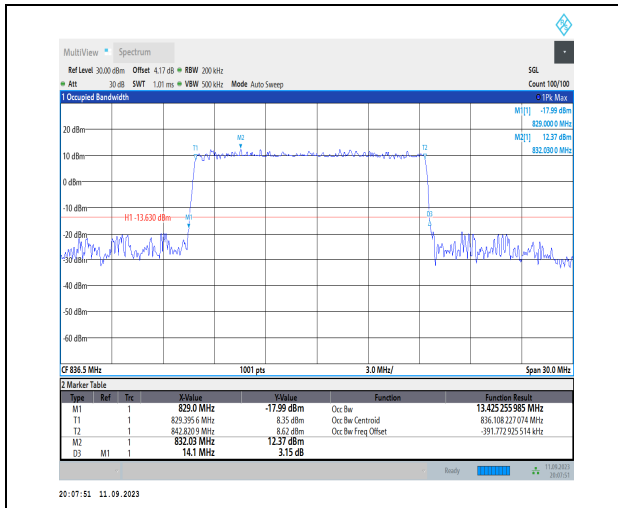 MultiView Spectrum
Ref Level 30.00 dBm Offset 4.17 dB RBW 200 kHz SGL
Att 30 dB SWT 1.01 ms VBW 500 kHz Mode Auto Sweep Count 100/100
1 Occupied Bandwidth 1Pk Max
M1[1] -17.99 dBm
829.000 0 MHz
M2[1] 12.37 dBm
832.030 0 MHz
20 dBm
M2
T1 T2
10 dBm
0 dBm
-10 dBm
H1 -13.630 dBm M1 D3
-20 dBm
-30 dBm
-40 dBm
-50 dBm
-60 dBm
CF 836.5 MHz 1001 pts 3.0 MHz/ Span 30.0 MHz
2 Marker Table
Type Ref Trc X-Value Y-Value Function Function Result
M1 1 829.0 MHz -17.99 dBm Occ Bw 13.425 255 985 MHz
T1 1 829.395 6 MHz 8.35 dBm Occ Bw Centroid 836.108 227 074 MHz
T2 1 842.820 9 MHz 8.62 dBm Occ Bw Freq Offset -391.772 925 514 kHz
M2 1 832.03 MHz 12.37 dBm
D3 M1 1 14.1 MHz 3.15 dB
Ready 11.09.2023
20:07:51
20:07:51 11.09.2023